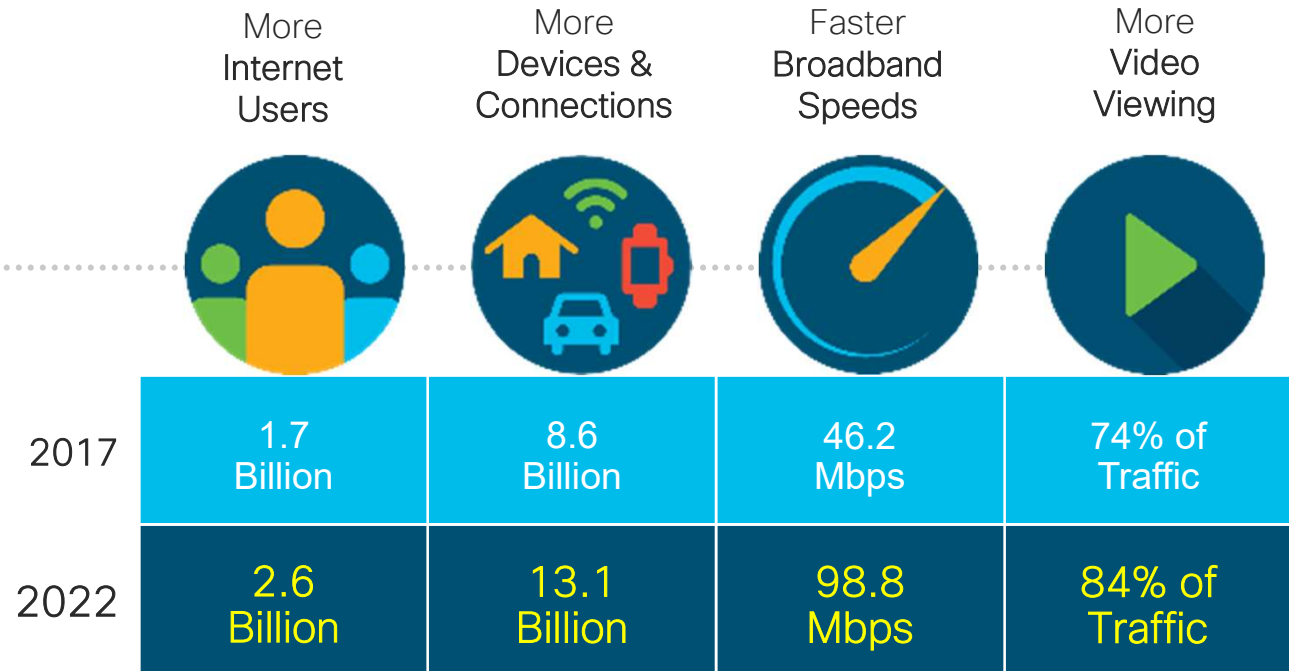 More
Internet
Users
More
Devices &
Connections
Faster
Broadband
Speeds
More
Video
Viewing
2017
1.7
Billion
8.6
Billion
46.2
Mbps
74% of
Traffic
2022
2.6
Billion
13.1
Billion
98.8
Mbps
84% of
Traffic